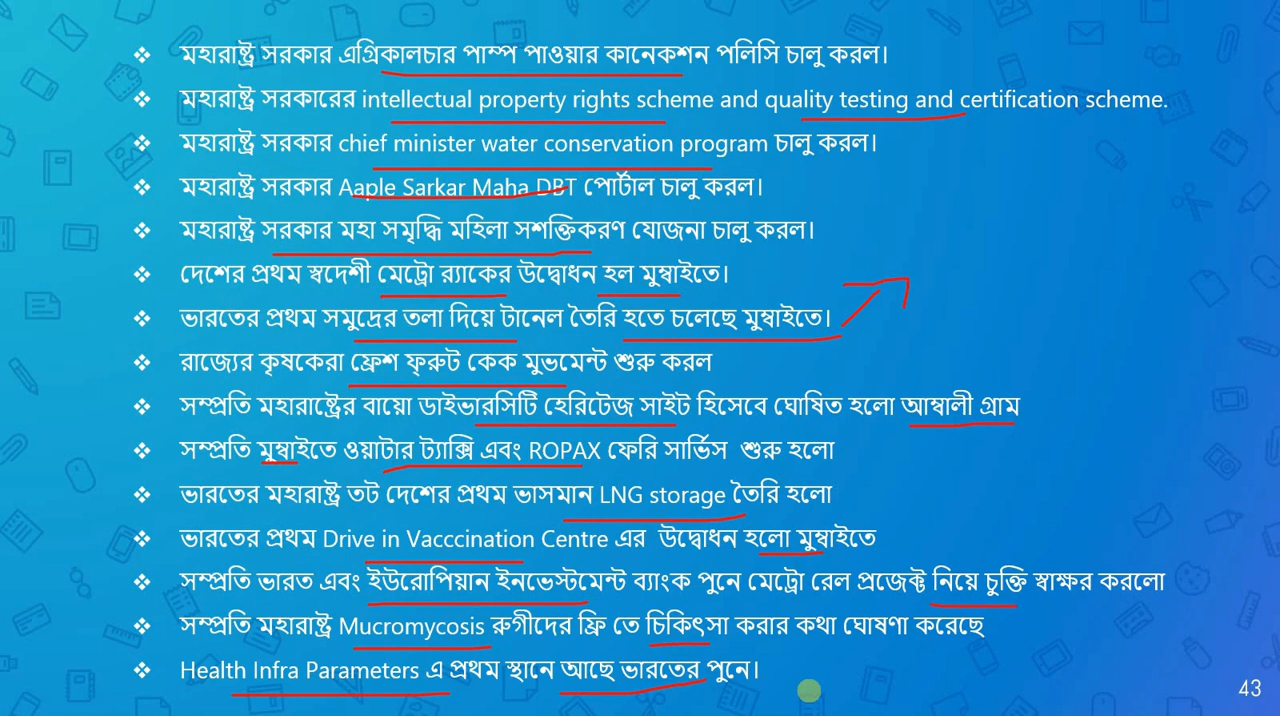 ❖ মহারাষ্ট্র সরকার এগ্রিকালচার পাম্প পাওয়ার কানেকশন পলিসি চালু করল।
❖ মহারাষ্ট্র সরকারের intellectual property rights scheme and quality testing and certification scheme.
❖ মহারাষ্ট্র সরকার chief minister water conservation program চালু করল।
❖ মহারাষ্ট্র সরকার Aaple Sarkar Maha DBT পোর্টাল চালু করল।
❖ মহারাষ্ট্র সরকার মহা সমৃদ্ধি মহিলা সশক্তিকরণ যোজনা চালু করল।
❖ দেশের প্রথম স্বদেশী মেট্রো র‍্যাকের উদ্বোধন হল মুম্বাইতে।
❖ ভারতের প্রথম সমুদ্রের তলা দিয়ে টানেল তৈরি হতে চলেছে মুম্বাইতে।
❖ রাজ্যের কৃষকেরা ফ্রেশ ফ্রুট কেক মুভমেন্ট শুরু করল
❖ সম্প্রতি মহারাষ্ট্রের বায়ো ডাইভারসিটি হেরিটেজ সাইট হিসেবে ঘোষিত হলো আম্বালী গ্রাম
❖ সম্প্রতি মুম্বাইতে ওয়াটার ট্যাক্সি এবং ROPAX ফেরি সার্ভিস শুরু হলো
❖ ভারতের মহারাষ্ট্র তট দেশের প্রথম ভাসমান LNG storage তৈরি হলো
❖ ভারতের প্রথম Drive in Vacccination Centre এর উদ্বোধন হলো মুম্বাইতে
❖ সম্প্রতি ভারত এবং ইউরোপিয়ান ইনভেস্টমেন্ট ব্যাংক পুনে মেট্রো রেল প্রজেক্ট নিয়ে চুক্তি স্বাক্ষর করলো
❖ সম্প্রতি মহারাষ্ট্র Mucromycosis রুগীদের ফ্রি তে চিকিৎসা করার কথা ঘোষণা করেছে
❖ Health Infra Parameters এ প্রথম স্থানে আছে ভারতের পুনে।
43